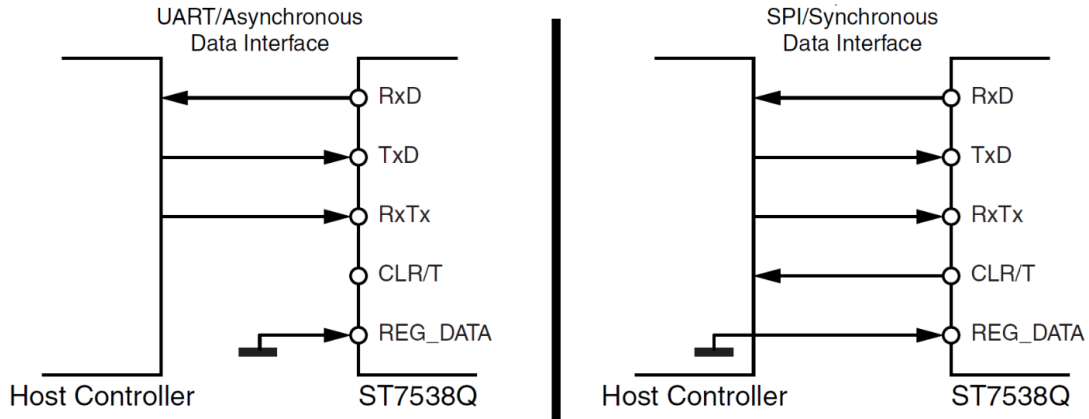 UART/Asynchronous
Data Interface
RxD
TxD
RxTx
CLR/T
REG_DATA
Host Controller
ST7538Q
SPI/Synchronous
Data Interface
RxD
TxD
RxTx
CLR/T
REG_DATA
Host Controller
ST7538Q